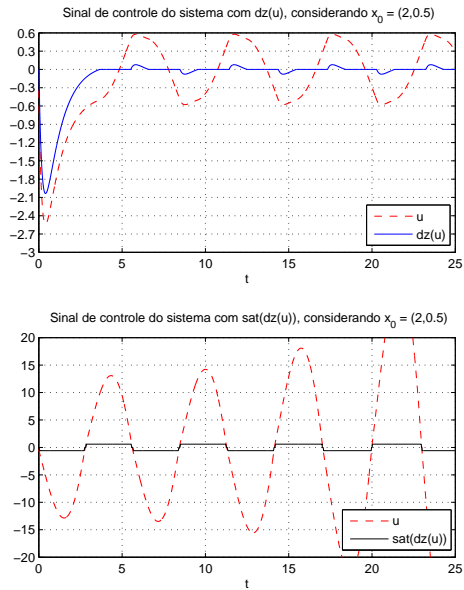 Sinal de controle do sistema com dz(u), considerando x0 = (2,0.5)
0.6
0.3
0
−0.3
−0.6
−0.9
−1.2
−1.5
−1.8
−2.1
−2.4
−2.7
−3
0 5 10 15 20 25
t
u
dz(u)
Sinal de controle do sistema com sat(dz(u)), considerando x0 = (2,0.5)
20
15
10
5
0
−5
−10
−15
−20
0 5 10 15 20 25
t
u
sat(dz(u))